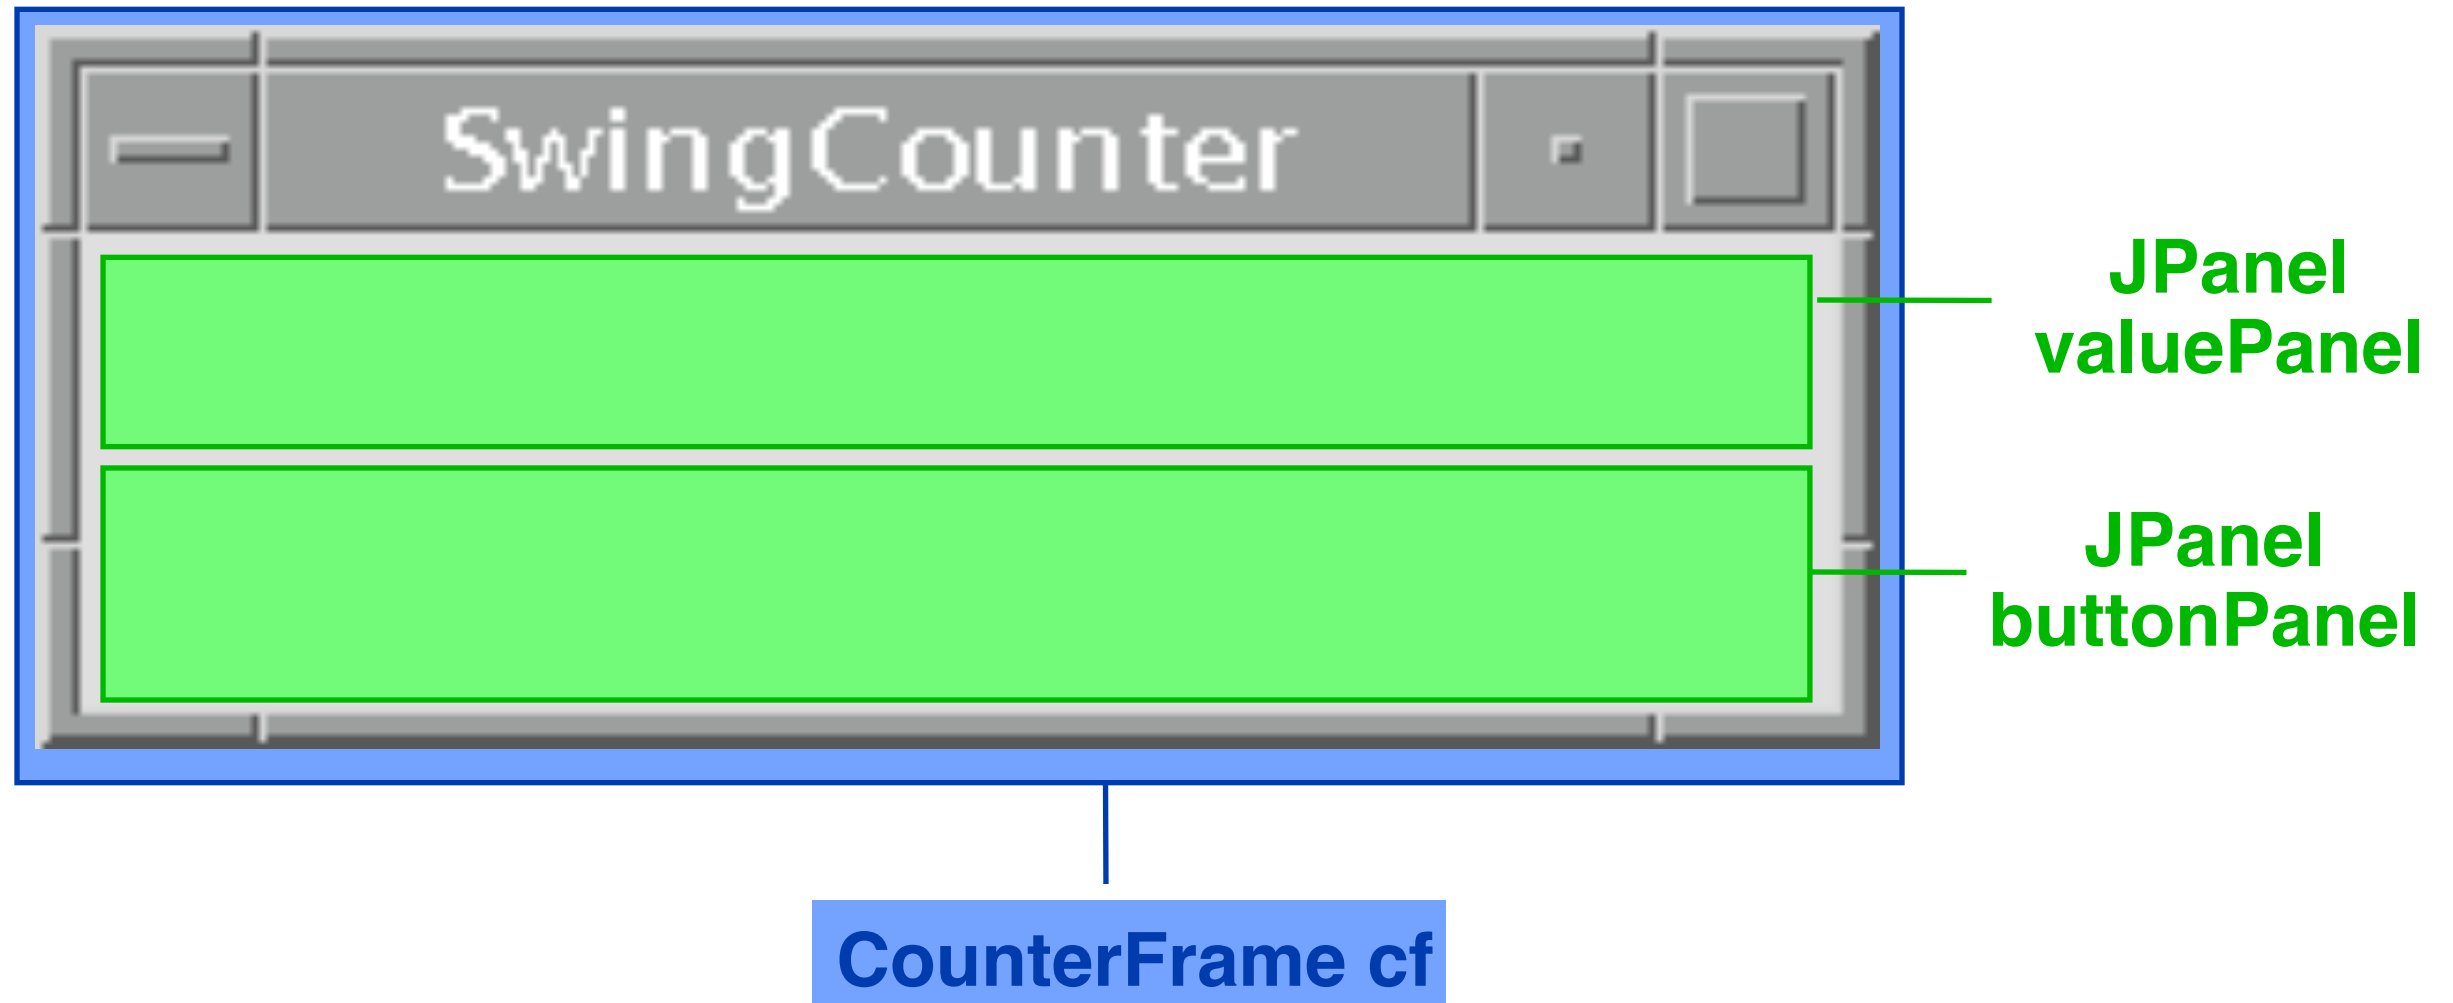 SwingCounter
JPanel
valuePanel
JPanel
buttonPanel
CounterFrame cf